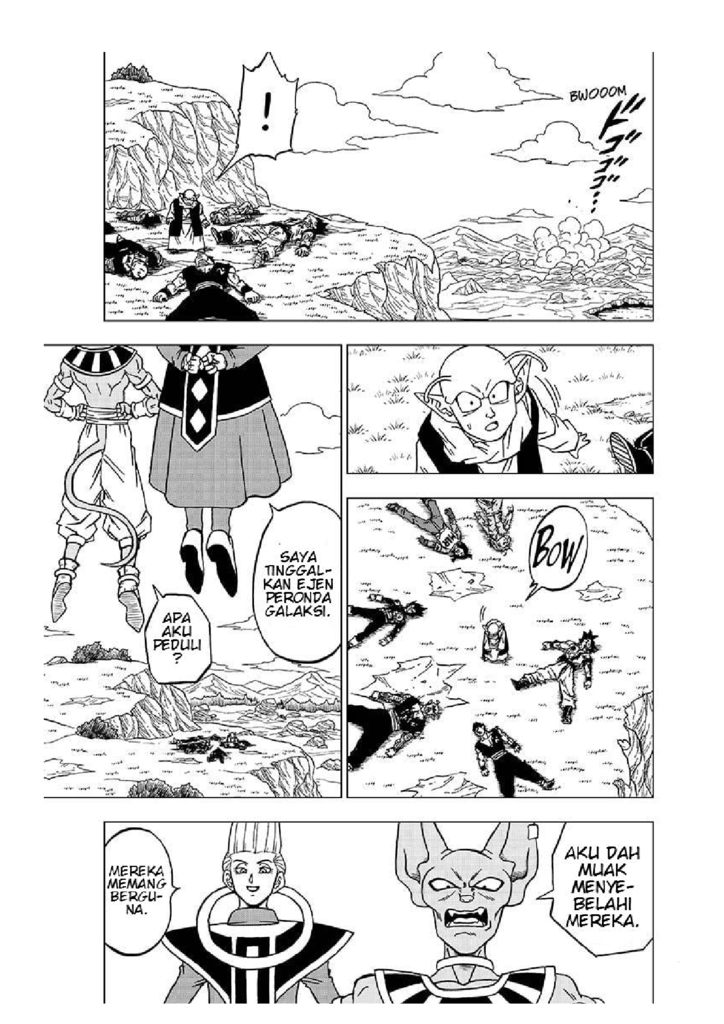 !
BWOOOM
ドゴゴゴ…
SAYA
TINGGAL-
KAN EJEN
PERONDA
GALAKSI.
APA
AKU
PEDULI
?
BOW
AKU DAH
MUAK
MENYE-
BELAHI
MEREKA.
MEREKA
MEMANG
BERGU-
NA.